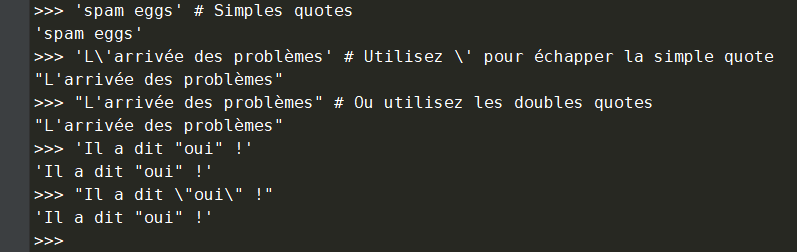 >>> 'spam eggs' # Simples quotes
'spam eggs'
>>> 'L\'arrivée des problèmes' # Utilisez \' pour échapper la simple quote
"L'arrivée des problèmes"
>>> "L'arrivée des problèmes" # Ou utilisez les doubles quotes
"L'arrivée des problèmes"
>>> 'Il a dit "oui" !'
'Il a dit "oui" !'
>>> "Il a dit \"oui\" !"
'Il a dit "oui" !'
>>>